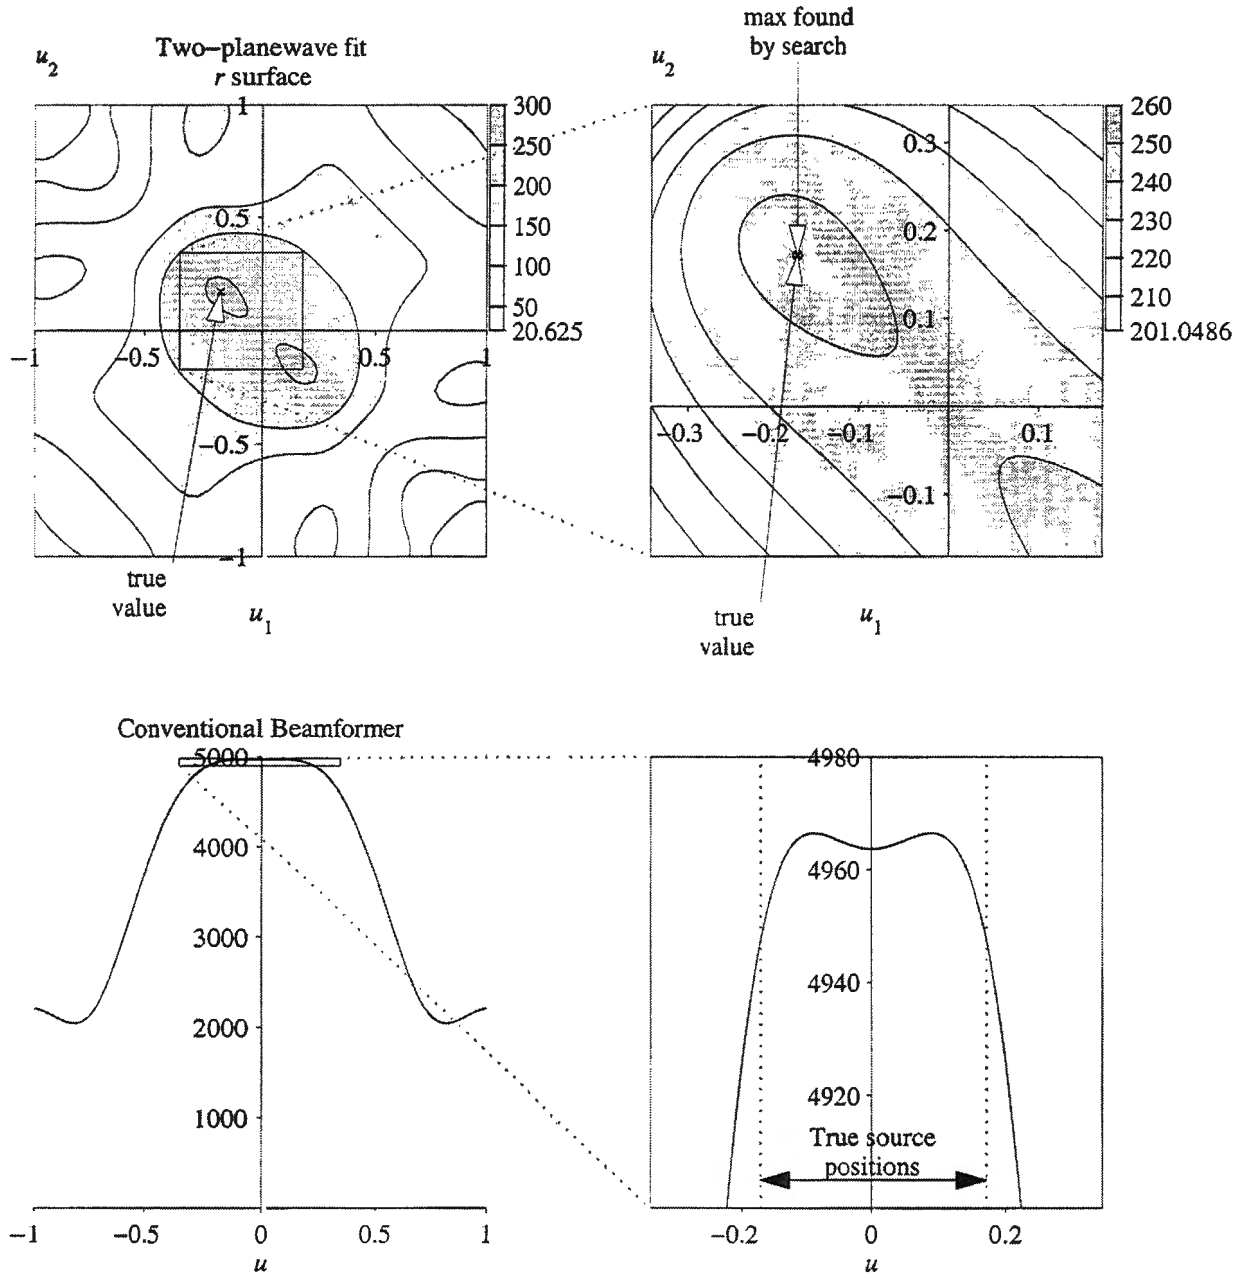 Two–planewave fit
r surface
u2
1
300
250
200
150
100
50
20.625
0.5
−1
−0.5
0.5
1
−0.5
−1
true
value
u1
max found
by search
u2
260
250
240
230
220
210
201.0486
0.3
0.2
0.1
−0.3
−0.2
−0.1
0.1
−0.1
true
value
u1
Conventional Beamformer
5000
4000
3000
2000
1000
−1
−0.5
0
0.5
1
u
4980
4960
4940
4920
True source
positions
−0.2
0
0.2
u